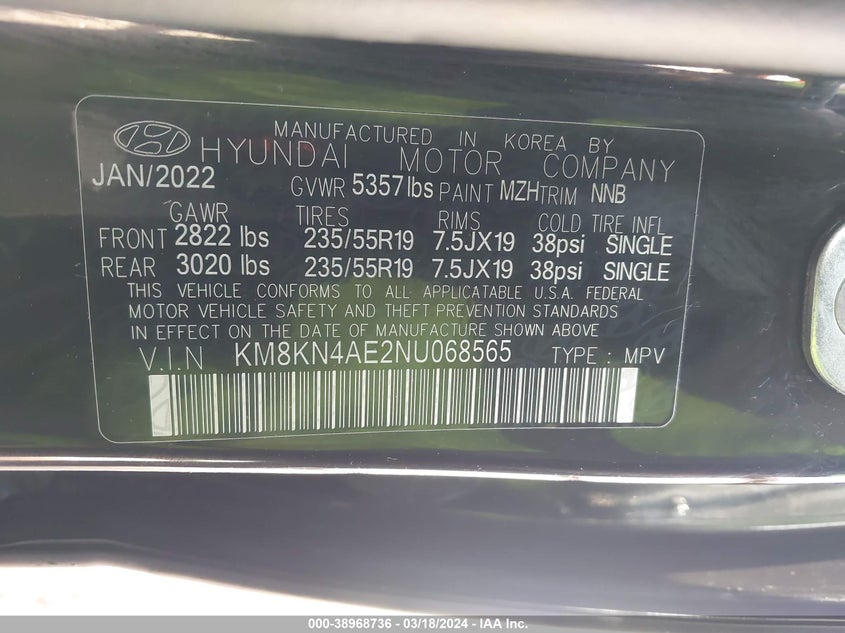 MANUFACTURED IN KOREA BY
HYUNDAI MOTOR COMPANY
JAN/2022 GVWR 5357 lbs PAINT MZH TRIM NNB
GAWR TIRES RIMS COLD TIRE INFL
FRONT 2822 lbs 235/55R19 7.5JX19 38psi SINGLE
REAR 3020 lbs 235/55R19 7.5JX19 38psi SINGLE
THIS VEHICLE CONFORMS TO ALL APPLICATABLE U.S.A. FEDERAL
MOTOR VEHICLE SAFETY AND THEFT PREVENTION STANDARDS
IN EFFECT ON THE DATE OF MANUFACTURE SHOWN ABOVE
V.I.N KM8KN4AE2NU068565 TYPE : MPV
000-38968736 - 03/18/2024 - IAAI.COM